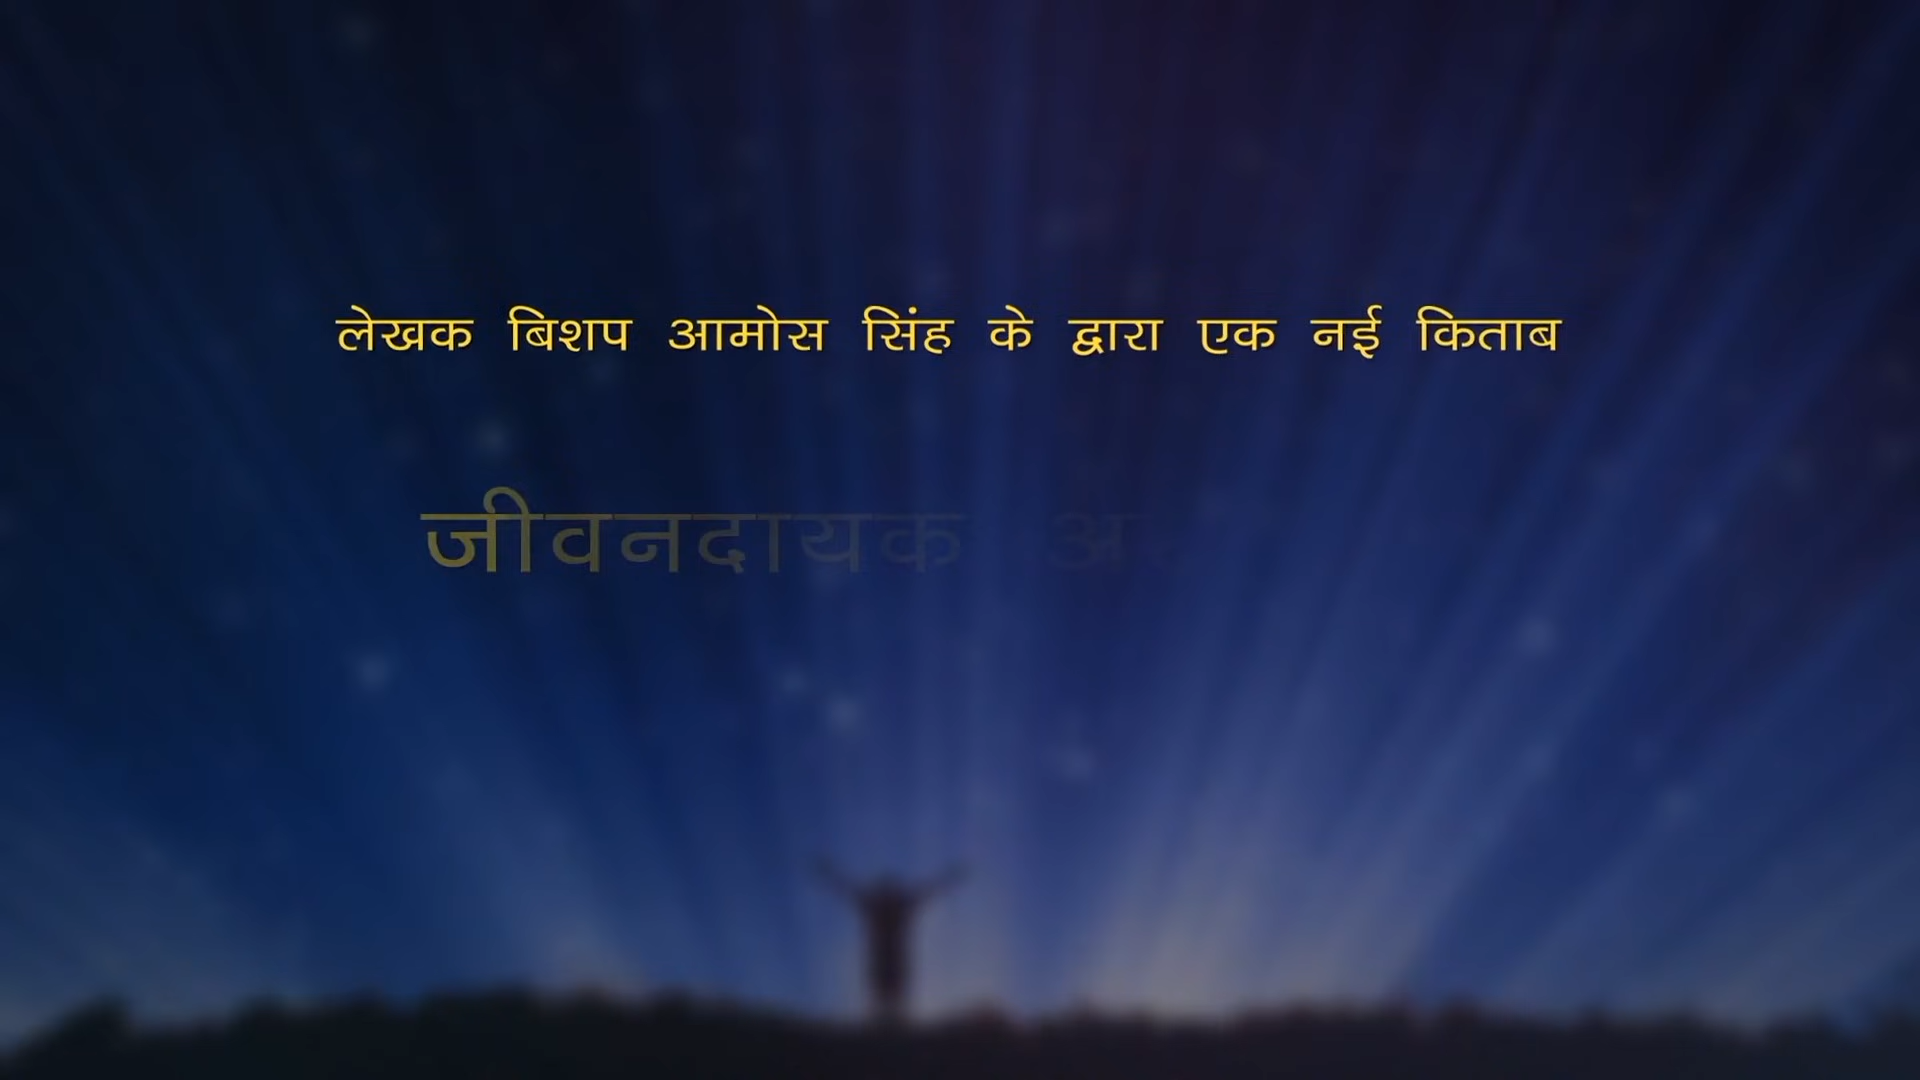 लेखक बिशप आमोस सिंह के द्वारा एक नई किताब
जीवनदायक